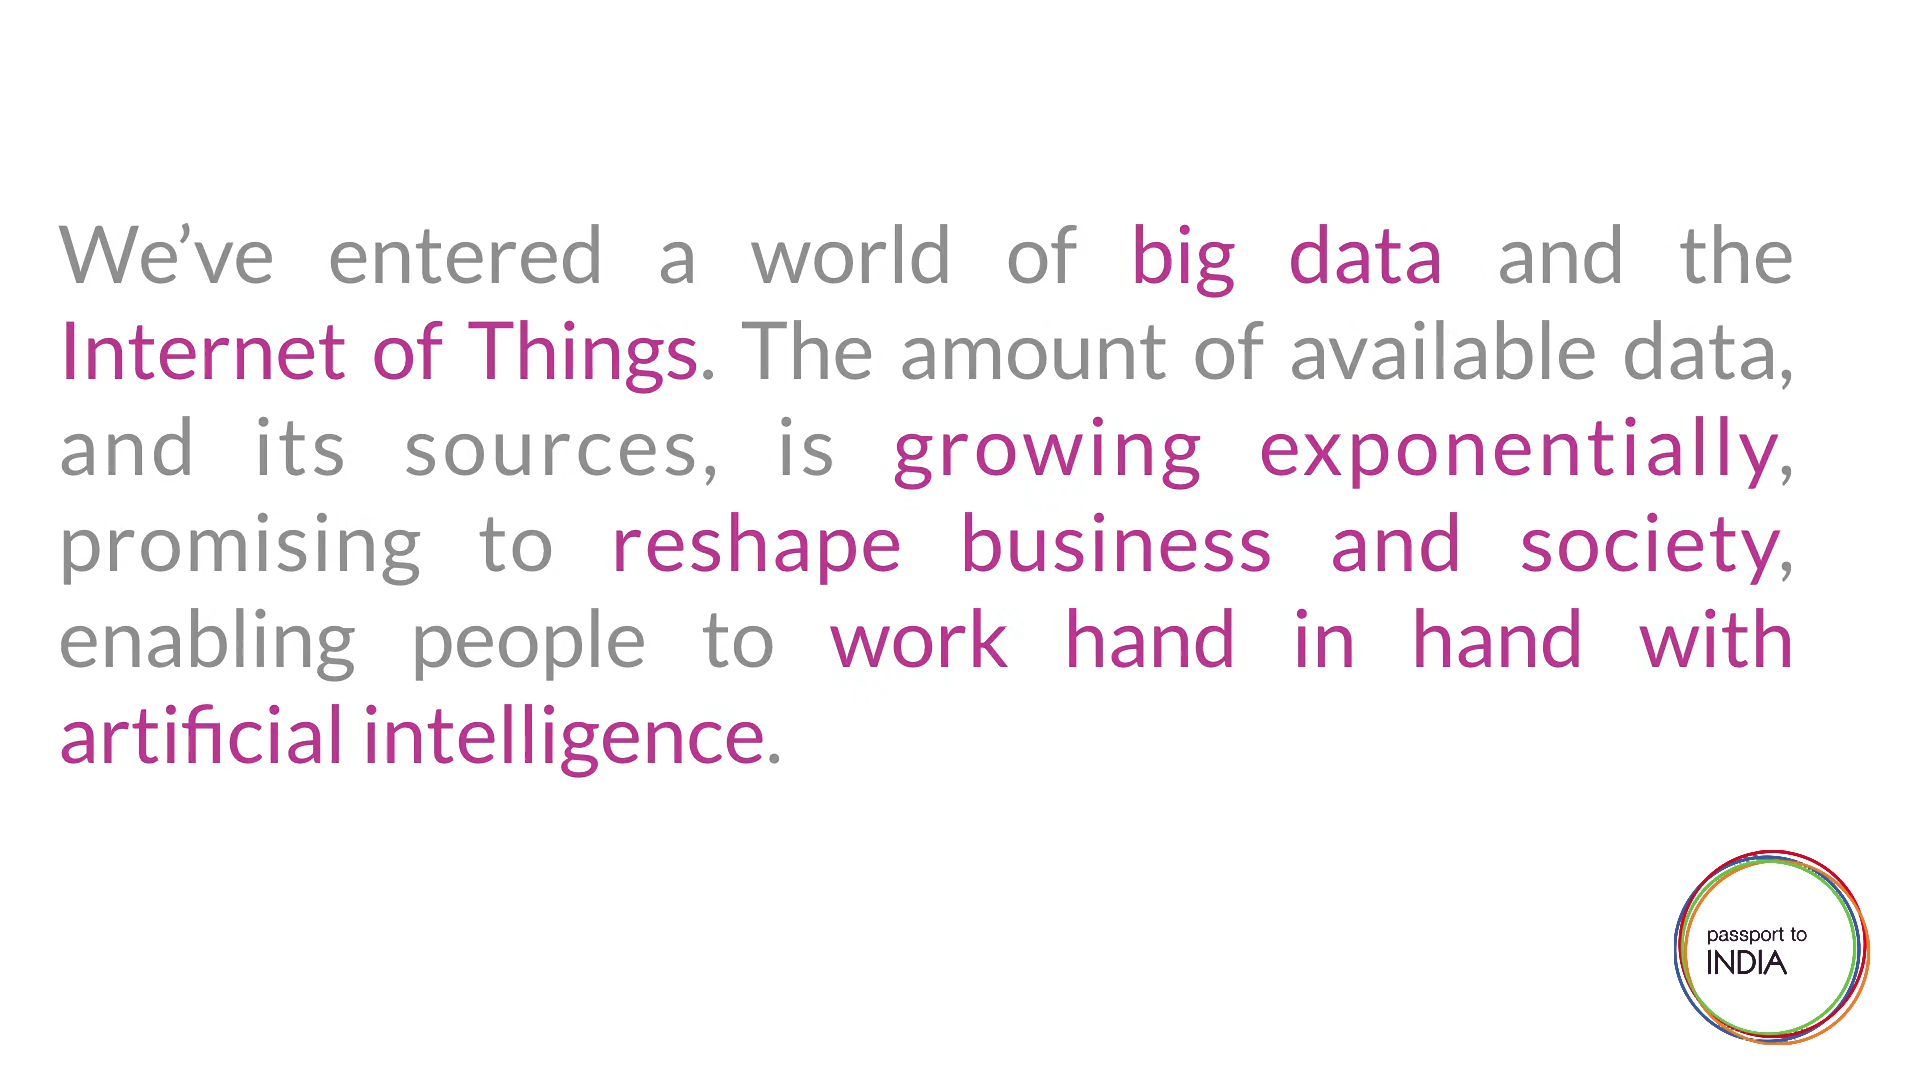 We’ve entered a world of big data and the
Internet of Things. The amount of available data,
and its sources, is growing exponentially,
promising to reshape business and society,
enabling people to work hand in hand with
artificial intelligence.
passport to
INDIA